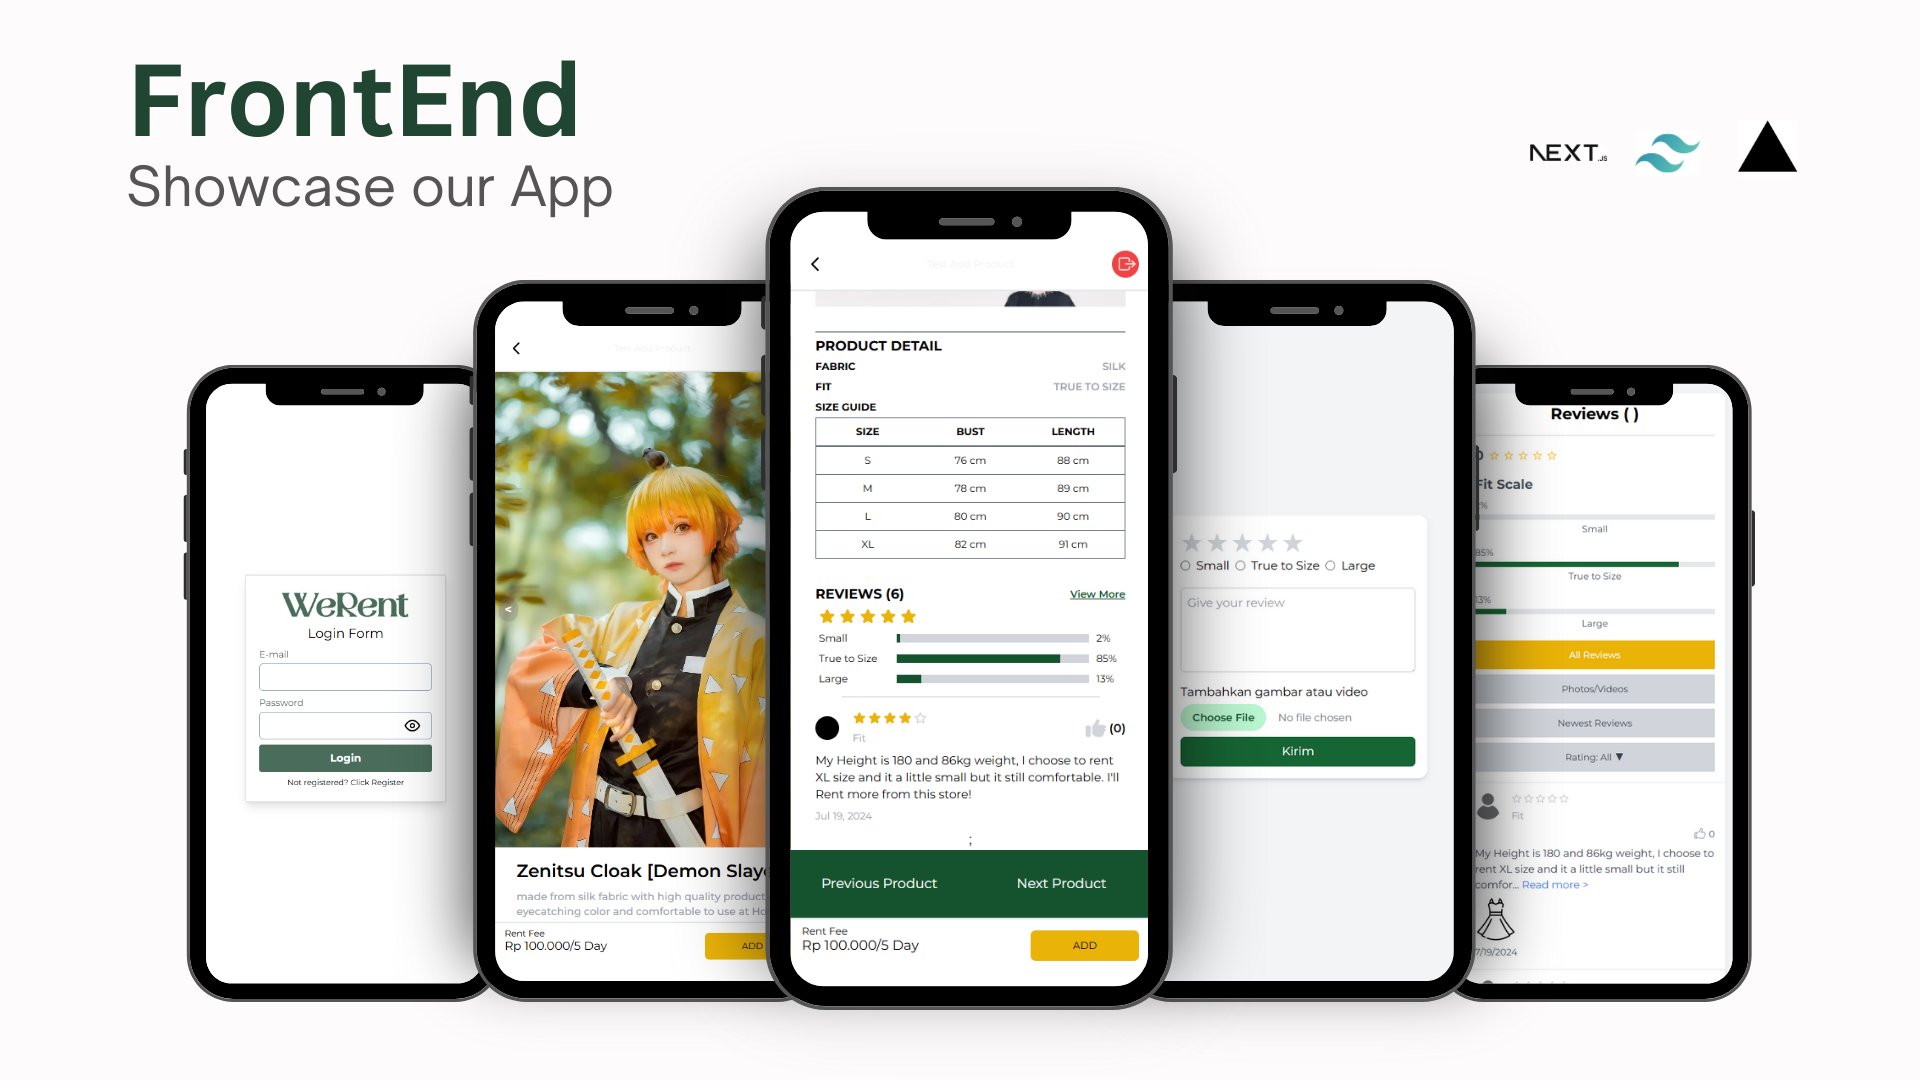 FrontEnd
Showcase our App
NEXT.JS
WeRent
Login Form
E-mail
Password
Login
Not registered? Click Register
Test Add Product
<
Zenitsu Cloak [Demon Slay
made from silk fabric with high quality product
eyecatching color and comfortable to use at Ho
Rent Fee
Rp 100.000/5 Day
ADD
Test Add Product
PRODUCT DETAIL
FABRIC SILK
FIT TRUE TO SIZE
SIZE GUIDE
SIZE BUST LENGTH
S 76 cm 88 cm
M 78 cm 89 cm
L 80 cm 90 cm
XL 82 cm 91 cm
REVIEWS (6) View More
Small 2%
True to Size 85%
Large 13%
Fit (0)
My Height is 180 and 86kg weight, I choose to rent
XL size and it a little small but it still comfortable. I'll
Rent more from this store!
Jul 19, 2024
;
Previous Product Next Product
Rent Fee
Rp 100.000/5 Day
ADD
Small True to Size Large
Give your review
Tambahkan gambar atau video
Choose File No file chosen
Kirim
Reviews ( )
Fit Scale
%
Small
85%
True to Size
13%
Large
All Reviews
Photos/Videos
Newest Reviews
Rating: All ▼
Fit
0
My Height is 180 and 86kg weight, I choose to
rent XL size and it a little small but it still
comfor... Read more >
7/19/2024